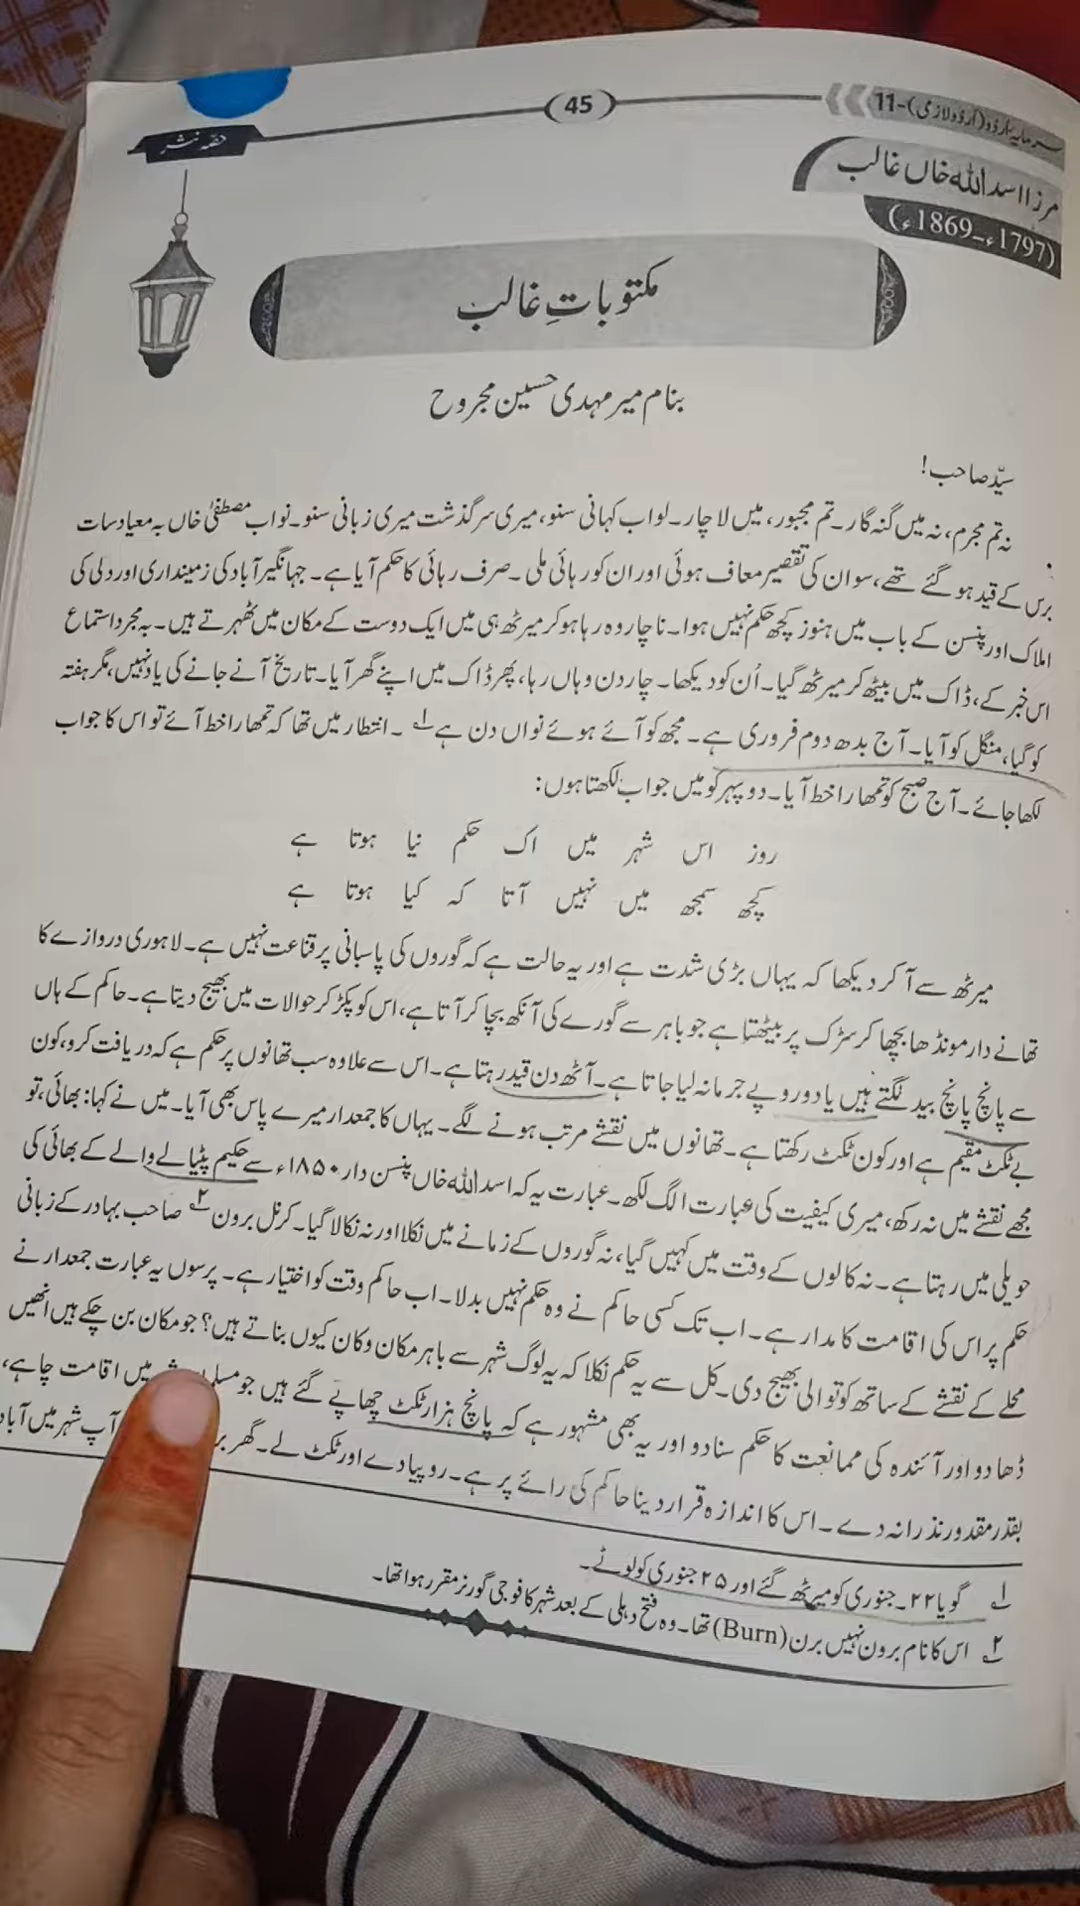 سرمایۂ اردو (اُردو لازمی)-11
45
حصّہ نثر
مرزا اسد اللہ خاں غالب
(1797ء-1869ء)
مکتوباتِ غالب
بنام میر مہدی حسین مجروح
سیّد صاحب!
نہ تم مجرم، نہ میں گنہ گار۔ تم مجبور، میں لاچار۔ لو اب کہانی سنو، میری سرگذشت میری زبانی سنو۔ نواب مصطفیٰ خاں بہ میعاد سات
برس کے قید ہو گئے تھے، سو ان کی تقصیر معاف ہوئی اور ان کو رہائی ملی۔ صرف رہائی کا حکم آیا ہے۔ جہانگیر آباد کی زمینداری اور دلی کی
املاک اور پنسن کے باب میں ہنوز کچھ حکم نہیں ہوا۔ ناچار وہ رہا ہو کر میرٹھ ہی میں ایک دوست کے مکان میں ٹھہرے ہیں۔ بہ مجرد استماع
اس خبر کے، ڈاک میں بیٹھ کر میرٹھ گیا۔ اُن کو دیکھا۔ چار دن وہاں رہا، پھر ڈاک میں اپنے گھر آیا۔ تاریخ آنے جانے کی یاد نہیں، مگر ہفتہ
کو گیا، منگل کو آیا۔ آج بدھ دوم فروری ہے۔ مجھ کو آئے ہوئے نواں دن ہے ۱؎۔ انتظار میں تھا کہ تمھارا خط آئے تو اس کا جواب
لکھا جائے۔ آج صبح کو تمھارا خط آیا۔ دوپہر کو میں جواب لکھتا ہوں:
روز اس شہر میں اک حکم نیا ہوتا ہے
کچھ سمجھ میں نہیں آتا کہ کیا ہوتا ہے
میرٹھ سے آکر دیکھا کہ یہاں بڑی شدت ہے اور یہ حالت ہے کہ گوروں کی پاسبانی پر قناعت نہیں ہے۔ لاہوری دروازے کا
تھانے دار مونڈھا بچھا کر سڑک پر بیٹھتا ہے جو باہر سے گورے کی آنکھ بچا کر آتا ہے، اس کو پکڑ کر حوالات میں بھیج دیتا ہے۔ حاکم کے ہاں
سے پانچ پانچ بید لگتے ہیں یا دو روپے جرمانہ لیا جاتا ہے۔ آٹھ دن قید رہتا ہے۔ اس سے علاوہ سب تھانوں پر حکم ہے کہ دریافت کرو، کون
بے ٹکٹ مقیم ہے اور کون ٹکٹ رکھتا ہے۔ تھانوں میں نقشے مرتب ہونے لگے۔ یہاں کا جمعدار میرے پاس بھی آیا۔ میں نے کہا: بھائی، تو
مجھے نقشے میں نہ رکھ، میری کیفیت کی عبارت الگ لکھ۔ عبارت یہ کہ اسد اللہ خاں پنسن دار ۱۸۵۰ء سے حکیم پٹیالے والے کے بھائی کی
حویلی میں رہتا ہے۔ نہ کالوں کے وقت میں کہیں گیا، نہ گوروں کے زمانے میں نکلا اور نہ نکالا گیا۔ کرنل برون ۲؎ صاحب بہادر کے زبانی
حکم پر اس کی اقامت کا مدار ہے۔ اب تک کسی حاکم نے وہ حکم نہیں بدلا۔ اب حاکم وقت کو اختیار ہے۔ پرسوں یہ عبارت جمعدار نے
محلے کے نقشے کے ساتھ کوتوالی بھیج دی۔ کل سے یہ حکم نکلا کہ یہ لوگ شہر سے باہر مکان وکان کیوں بناتے ہیں؟ جو مکان بن چکے ہیں انھیں
ڈھا دو اور آئندہ کی ممانعت کا حکم سنا دو اور یہ بھی مشہور ہے کہ پانچ ہزار ٹکٹ چھاپے گئے ہیں جو میں اقامت چاہے،
بقدر مقدور نذرانہ دے۔ اس کا اندازہ قرار دینا حاکم کی رائے پر ہے۔ روپیا دے اور ٹکٹ لے۔ گھر آپ شہر میں آباد
۱؎ گویا ۲۲۔ جنوری کو میرٹھ گئے اور ۲۵ جنوری کو لوٹے۔
۲؎ اس کا نام برون نہیں برن (Burn) تھا۔ وہ فتح دہلی کے بعد شہر کا فوجی گورنر مقرر ہوا تھا۔